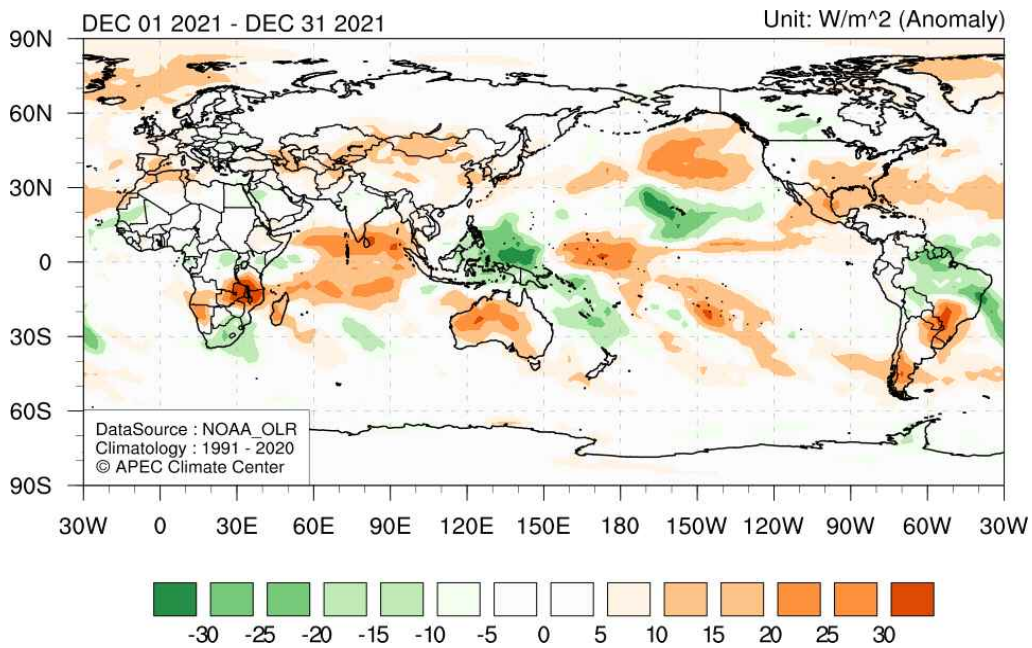 DEC 01 2021 - DEC 31 2021 Unit: W/m^2 (Anomaly)
90N
60N
30N
0
30S
60S
90S
DataSource : NOAA_OLR
Climatology : 1991 - 2020
© APEC Climate Center
30W 0 30E 60E 90E 120E 150E 180 150W 120W 90W 60W 30W
-30 -25 -20 -15 -10 -5 0 5 10 15 20 25 30